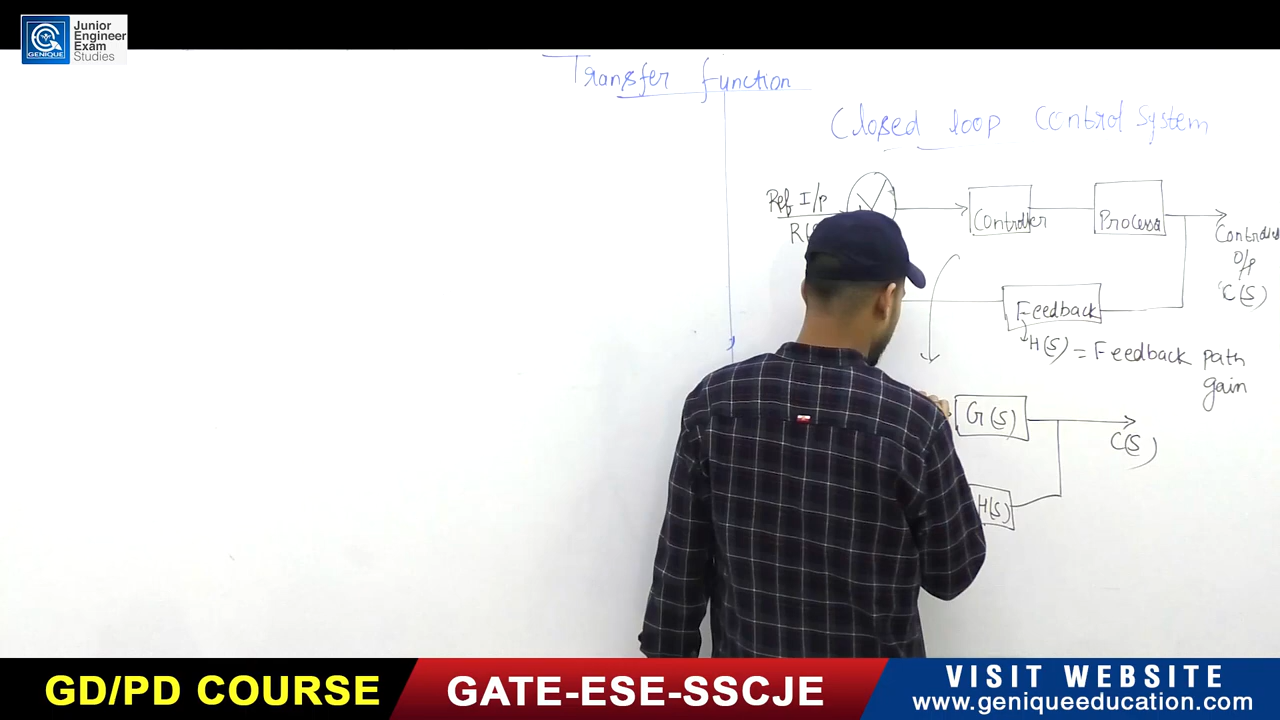 GENIQUE
Junior
Engineer
Exam
Studies
Transfer function
Closed loop Control System
Ref I/p
Controller
Process
O/p
C(S)
Feedback
H(S) = Feedback path
gain
G(S)
C(S)
H(S)
GD/PD COURSE
GATE-ESE-SSCJE
VISIT WEBSITE
www.geniqueeducation.com